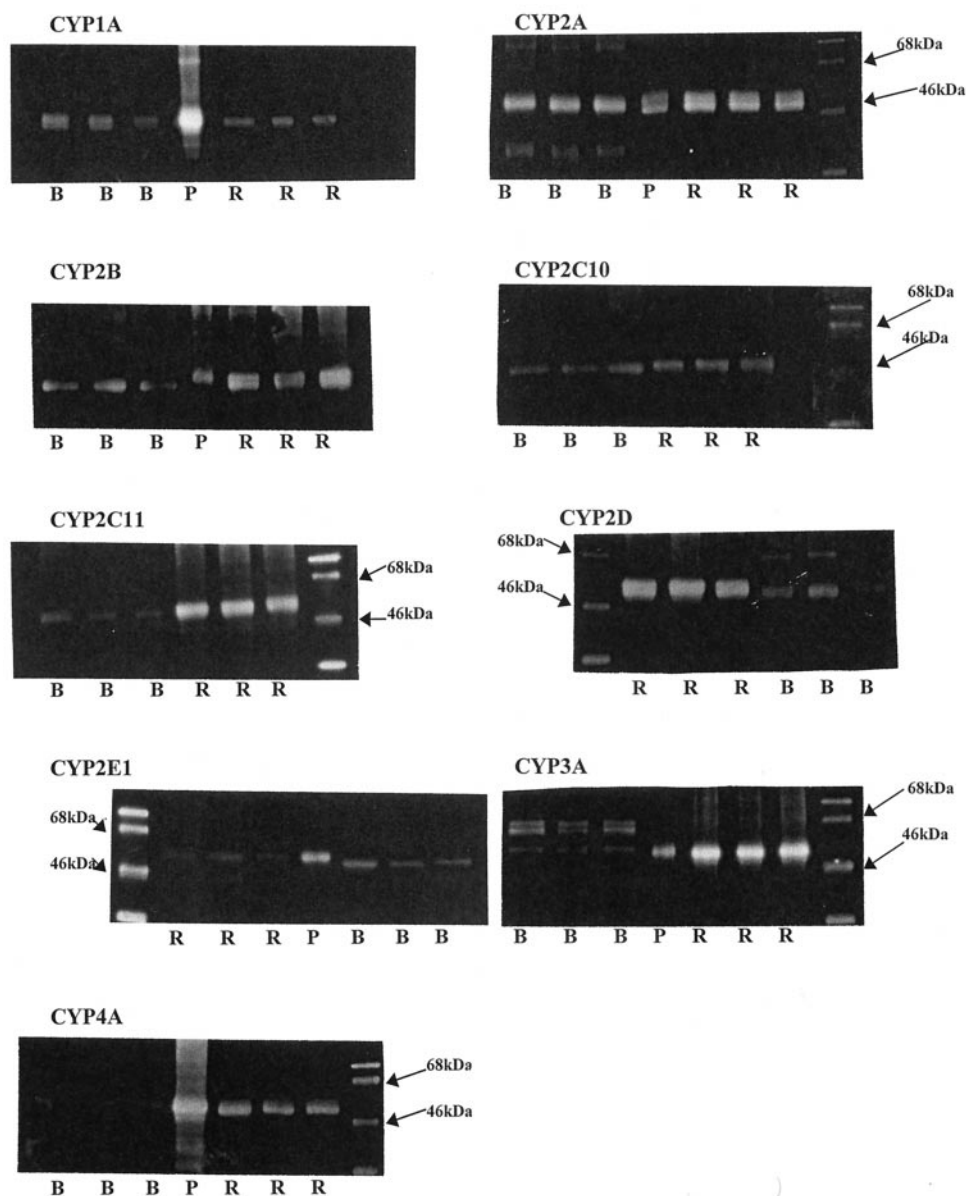 CYP1A
B B B P R R R
CYP2A
68kDa
46kDa
B B B P R R R
CYP2B
B B B P R R R
CYP2C10
68kDa
46kDa
B B B R R R
CYP2C11
68kDa
46kDa
B B B R R R
CYP2D
68kDa
46kDa
R R R B B B
CYP2E1
68kDa
46kDa
R R R P B B B
CYP3A
68kDa
46kDa
B B B P R R R
CYP4A
68kDa
46kDa
B B B P R R R